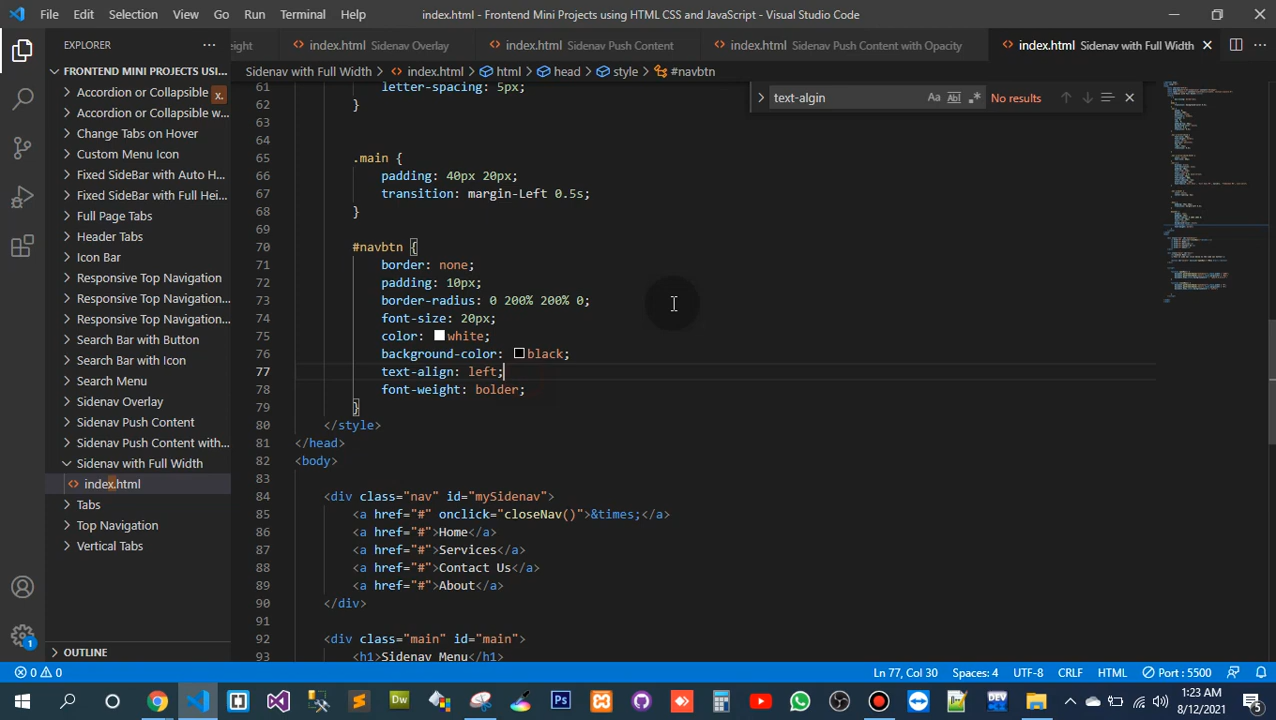 File Edit Selection View Go Run Terminal Help index.html - Frontend Mini Projects using HTML CSS and JavaScript - Visual Studio Code
EXPLORER
eight index.html Sidenav Overlay index.html Sidenav Push Content index.html Sidenav Push Content with Opacity index.html Sidenav with Full Width
Sidenav with Full Width > index.html > html > head > style > #navbtn
text-algin Aa Abl No results
FRONTEND MINI PROJECTS USI...
Accordion or Collapsible x.
Accordion or Collapsible w...
Change Tabs on Hover
Custom Menu Icon
Fixed SideBar with Auto H...
Fixed SideBar with Full Hei...
Full Page Tabs
Header Tabs
Icon Bar
Responsive Top Navigation
Responsive Top Navigatio...
Responsive Top Navigatio...
Search Bar with Button
Search Bar with Icon
Search Menu
Sidenav Overlay
Sidenav Push Content
Sidenav Push Content with...
Sidenav with Full Width
index.html
Tabs
Top Navigation
Vertical Tabs
OUTLINE
61 letter-spacing: 5px;
62 }
63
64
65 .main {
66 padding: 40px 20px;
67 transition: margin-Left 0.5s;
68 }
69
70 #navbtn {
71 border: none;
72 padding: 10px;
73 border-radius: 0 200% 200% 0;
74 font-size: 20px;
75 color: white;
76 background-color: black;
77 text-align: left;
78 font-weight: bolder;
79 }
80 </style>
81 </head>
82 <body>
83
84 <div class="nav" id="mySidenav">
85 <a href="#" onclick="closeNav()">&times;</a>
86 <a href="#">Home</a>
87 <a href="#">Services</a>
88 <a href="#">Contact Us</a>
89 <a href="#">About</a>
90 </div>
91
92 <div class="main" id="main">
93 <h1>Sidenav Menu</h1>
1
0 0 Ln 77, Col 30 Spaces: 4 UTF-8 CRLF HTML Port : 5500
Dw Ps DEV
1:23 AM
8/12/2021